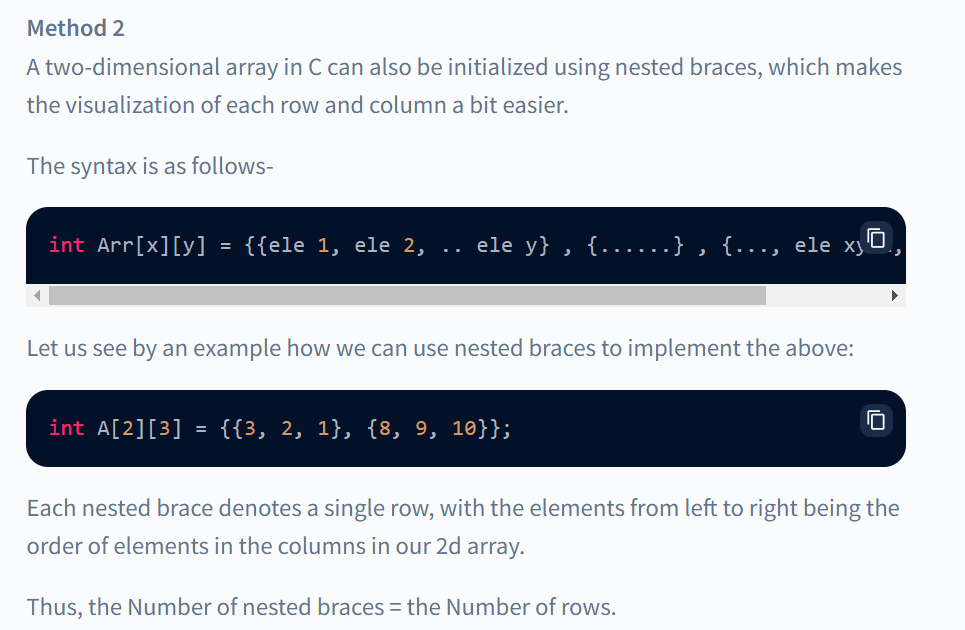 Method 2
A two-dimensional array in C can also be initialized using nested braces, which makes
the visualization of each row and column a bit easier.
The syntax is as follows-
int Arr[x][y] = {{ele 1, ele 2, .. ele y} , {......} , {..., ele xy
Let us see by an example how we can use nested braces to implement the above:
int A[2][3] = {{3, 2, 1}, {8, 9, 10}};
Each nested brace denotes a single row, with the elements from left to right being the
order of elements in the columns in our 2d array.
Thus, the Number of nested braces = the Number of rows.